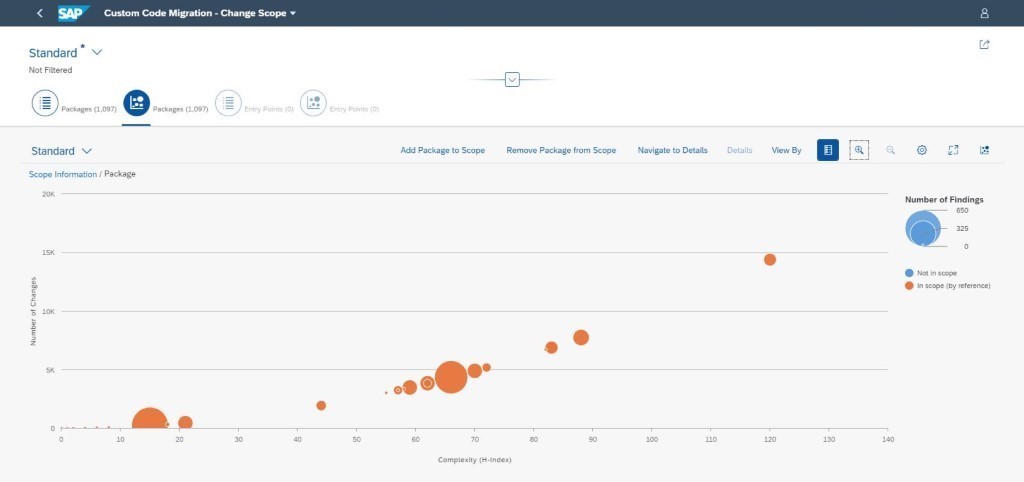 SAP Custom Code Migration - Change Scope
Standard *
Not Filtered
Packages (1,097) Packages (1,097) Entry Points (0) Entry Points (0)
Standard Add Package to Scope Remove Package from Scope Navigate to Details Details View By
Scope Information / Package
20K
15K
10K
5K
0
Number of Changes
0 10 20 30 40 50 60 70 80 90 100 110 120 130 140
Complexity (H-Index)
Number of Findings
650
325
0
Not in scope
In scope (by reference)